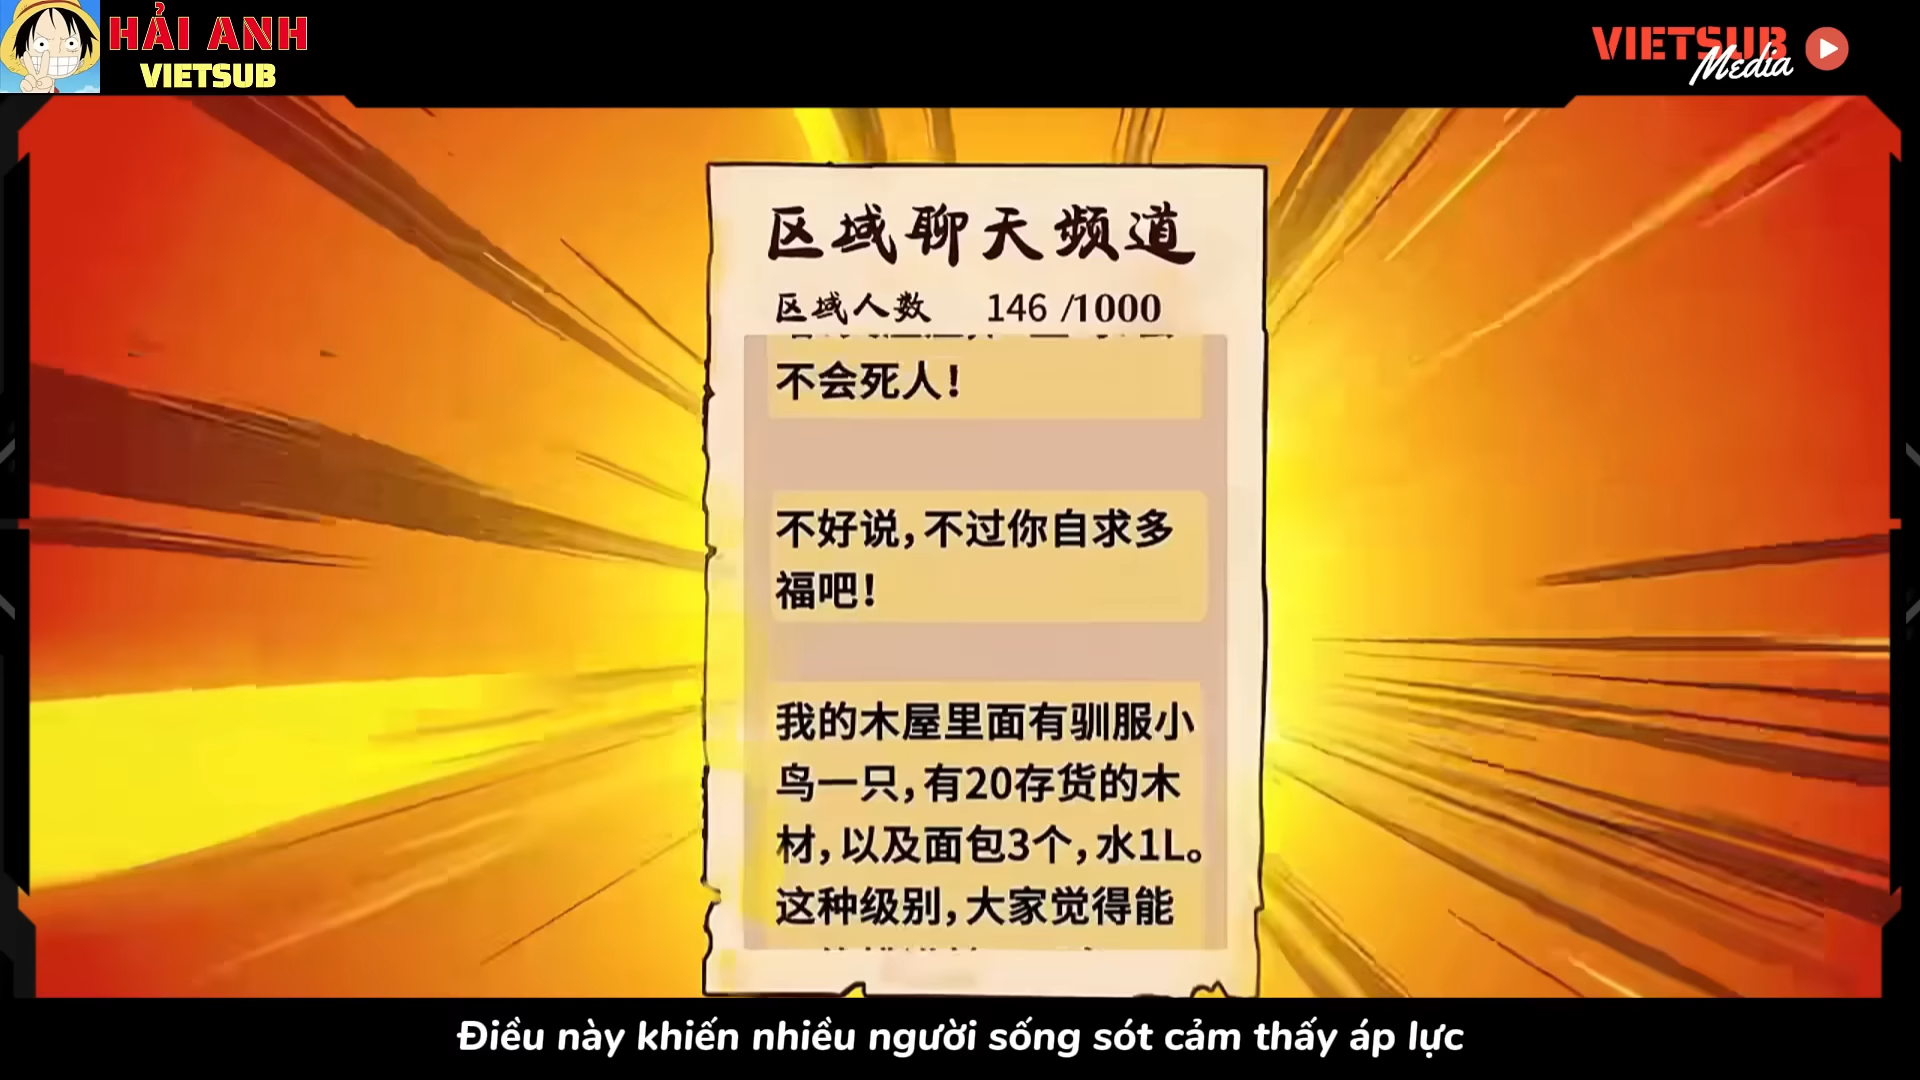 HẢI ANH
VIETSUB
VIETSUB
Media
区域聊天频道
区域人数 146 /1000
不会死人！
不好说，不过你自求多
福吧！
我的木屋里面有驯服小
鸟一只，有20存货的木
材，以及面包3个，水1L。
这种级别，大家觉得能
Điều này khiến nhiều người sống sót cảm thấy áp lực